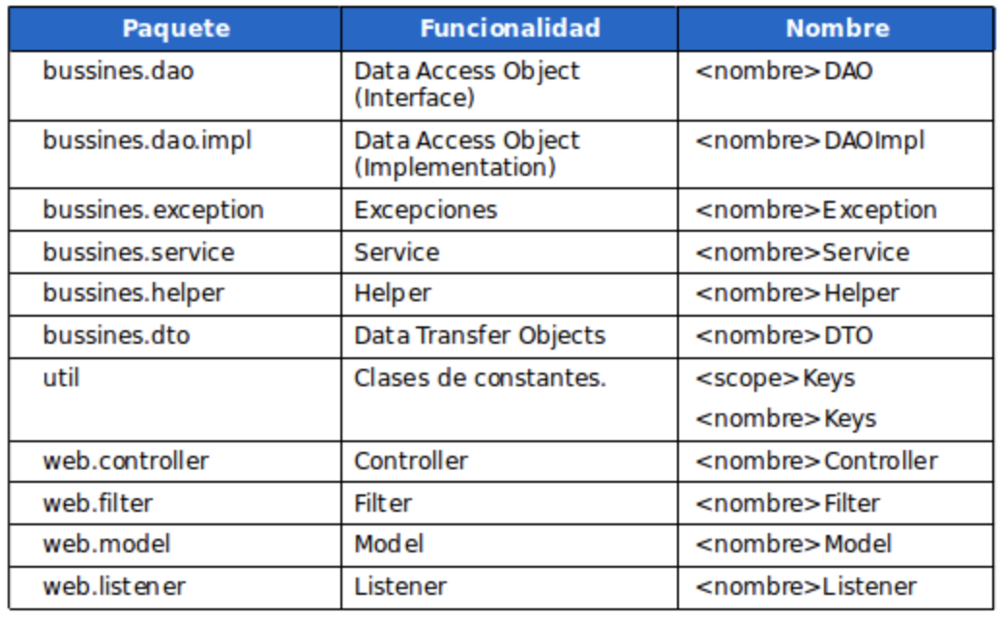 Paquete Funcionalidad Nombre
bussines.dao Data Access Object <nombre>DAO
(Interface)
bussines.dao.impl Data Access Object <nombre>DAOImpl
(Implementation)
bussines.exception Excepciones <nombre>Exception
bussines.service Service <nombre>Service
bussines.helper Helper <nombre>Helper
bussines.dto Data Transfer Objects <nombre>DTO
util Clases de constantes. <scope>Keys
<nombre>Keys
web.controller Controller <nombre>Controller
web.filter Filter <nombre>Filter
web.model Model <nombre>Model
web.listener Listener <nombre>Listener